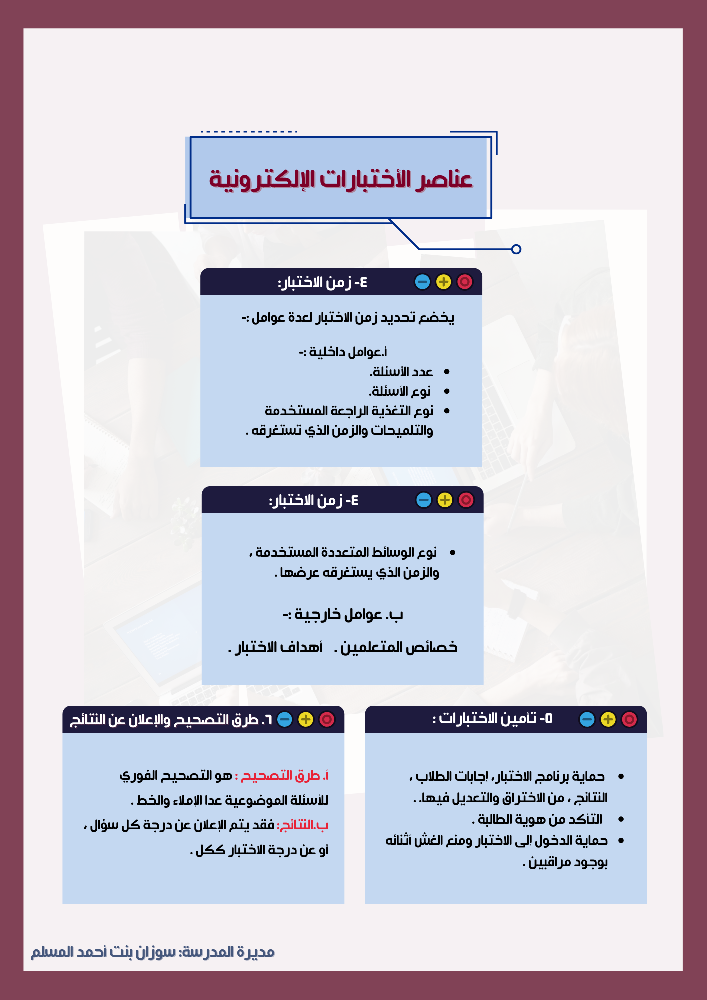 عناصر الأختبارات الإلكترونية
٤- زمن الاختبار:
يخضع تحديد زمن الاختبار لعدة عوامل :-
أ.عوامل داخلية :-
• عدد الأسئلة.
• نوع الأسئلة.
• نوع التغذية الراجعة المستخدمة
والتلميحات والزمن الذي تستغرقه .
٤- زمن الاختبار:
• نوع الوسائط المتعددة المستخدمة ،
والزمن الذي يستغرقه عرضها .
ب. عوامل خارجية :-
خصائص المتعلمين . أهداف الاختبار .
٥- تأمين الاختبارات :
• حماية برنامج الاختبار، إجابات الطلاب ،
النتائج ، من الاختراق والتعديل فيها. .
• التأكد من هوية الطالبة .
• حماية الدخول إلى الاختبار ومنع الغش أثنائه
بوجود مراقبين .
٦. طرق التصحيح والإعلان عن النتائج
أ. طرق التصحيح : هو التصحيح الفوري
للأسئلة الموضوعية عدا الإملاء والخط .
ب.النتائج: فقد يتم الإعلان عن درجة كل سؤال ،
أو عن درجة الاختبار ككل .
مديرة المدرسة: سوزان بنت أحمد المسلم